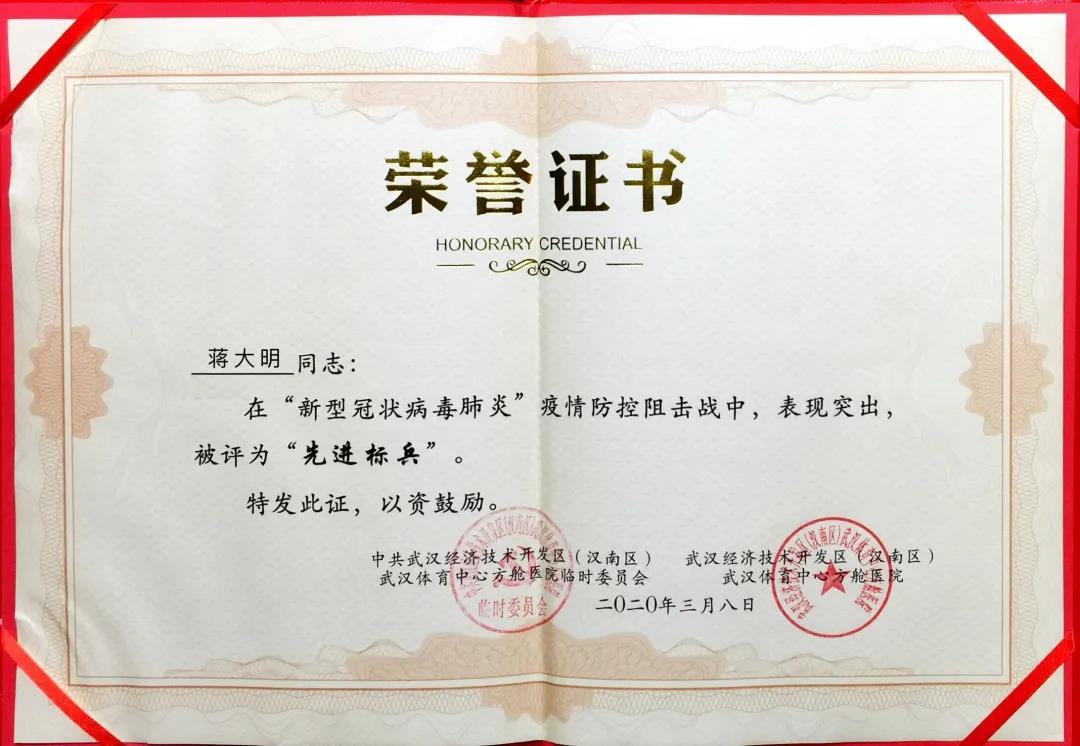 荣誉证书
HONORARY CREDENTIAL
蒋大明同志：
在“新型冠状病毒肺炎”疫情防控阻击战中，表现突出，
被评为“先进标兵”。
特发此证，以资鼓励。
中共武汉经济技术开发区（汉南区） 武汉经济技术开发区（汉南区）
武汉体育中心方舱医院临时委员会 武汉体育中心方舱医院
二〇二〇年三月八日
临时委员会